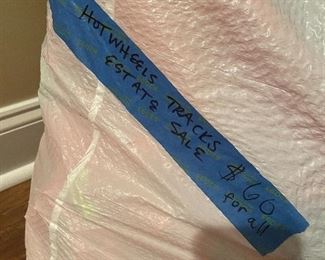 HOTWHEELS TRACKS
ESTATE SALE
$60
for all